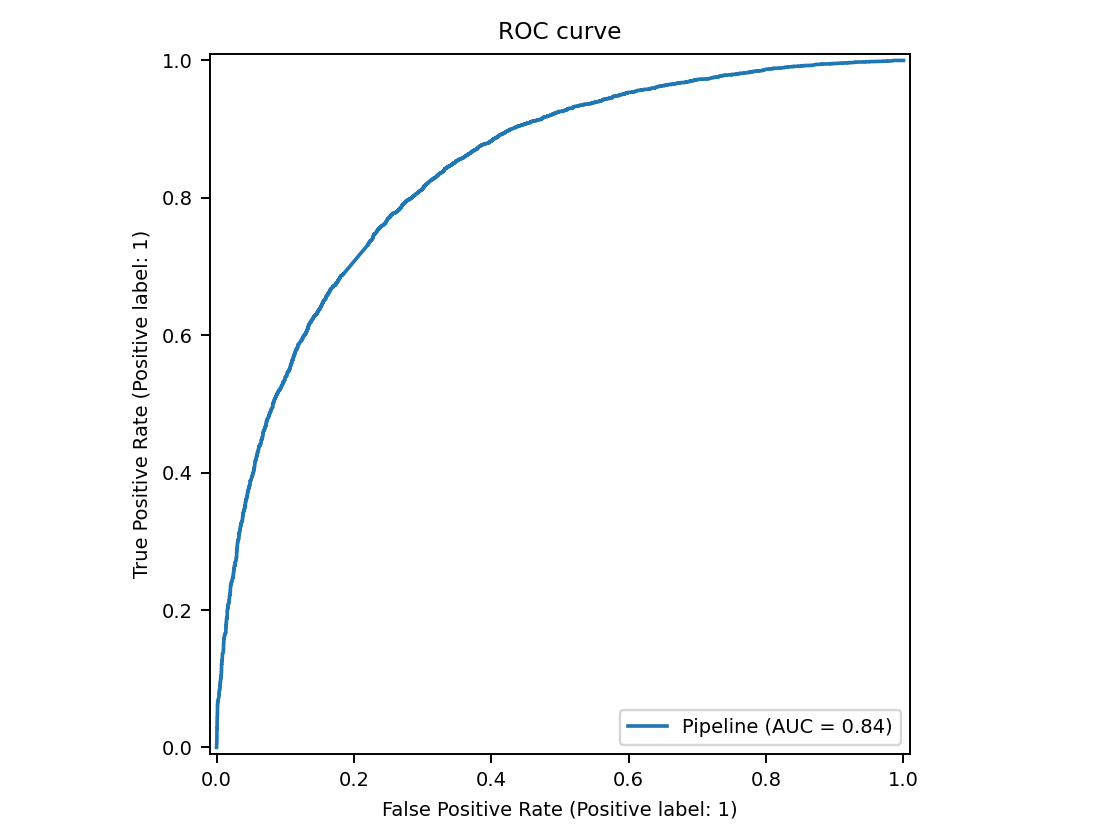 ROC curve
True Positive Rate (Positive label: 1)
1.0
0.8
0.6
0.4
0.2
0.0
Pipeline (AUC = 0.84)
0.0 0.2 0.4 0.6 0.8 1.0
False Positive Rate (Positive label: 1)